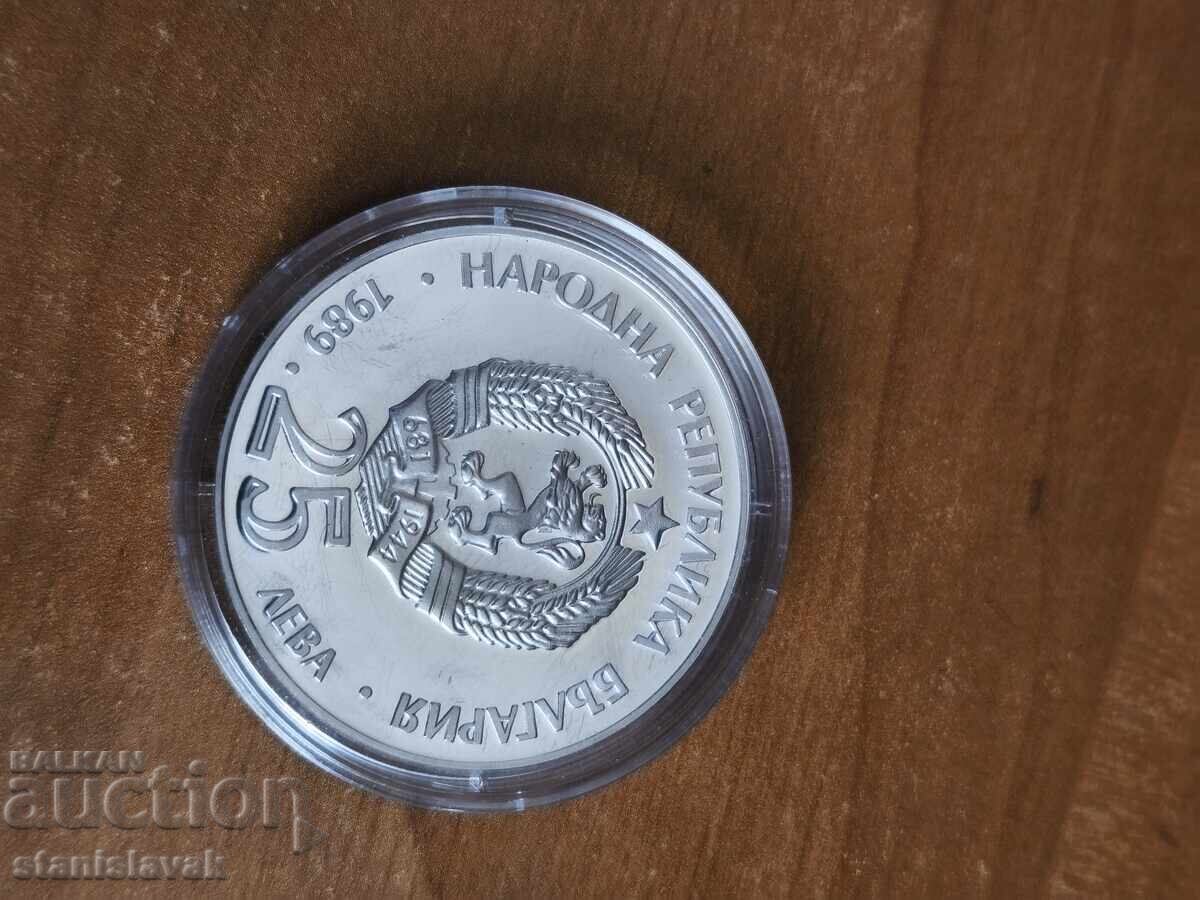 НАРОДНА РЕПУБЛИКА БЪЛГАРИЯ
681
1944
1989
25
ЛЕВА
BALKAN
auction
stanislavak